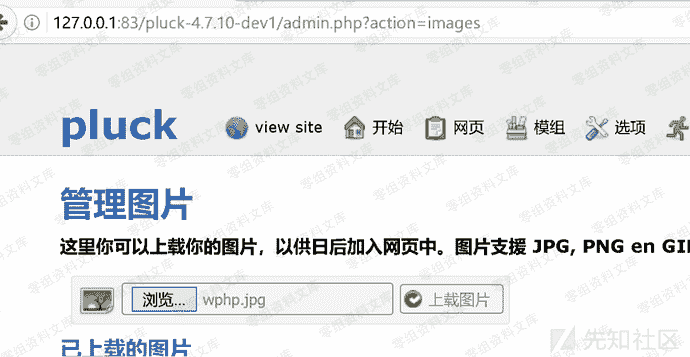 127.0.0.1:83/pluck-4.7.10-dev1/admin.php?action=images
pluck view site 开始 网页 模组 选项
管理图片
这里你可以上载你的图片，以供日后加入网页中。图片支援 JPG, PNG en GI
浏览... wphp.jpg 上载图片
已上载的图片
先知社区
零组资料文库